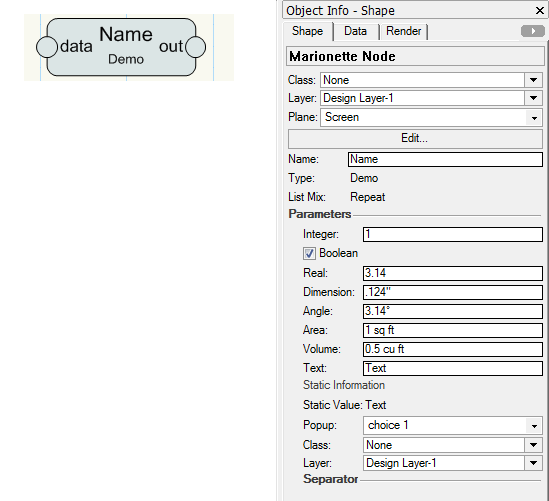 Name
data out
Demo
Object Info - Shape
Shape Data Render
Marionette Node
Class: None
Layer: Design Layer-1
Plane: Screen
Edit...
Name: Name
Type: Demo
List Mix: Repeat
Parameters
Integer: 1
Boolean
Real: 3.14
Dimension: .124"
Angle: 3.14°
Area: 1 sq ft
Volume: 0.5 cu ft
Text: Text
Static Information
Static Value: Text
Popup: choice 1
Class: None
Layer: Design Layer-1
Separator